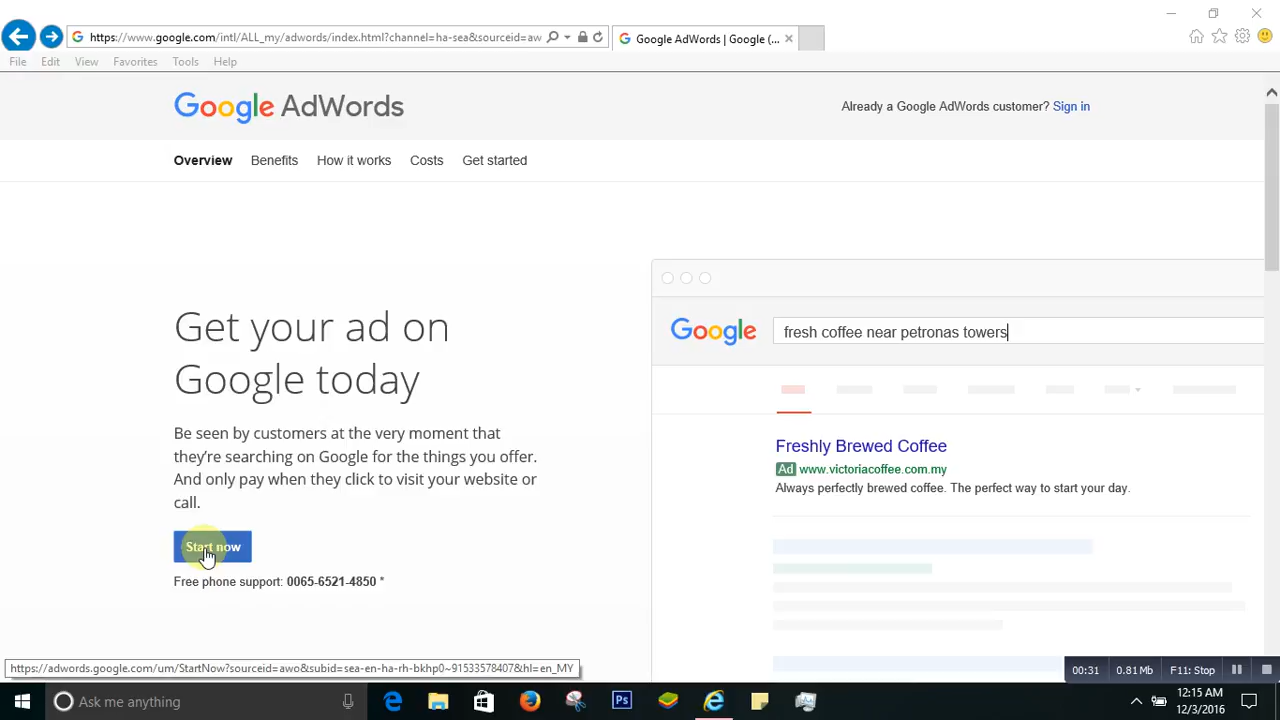 https://www.google.com/intl/ALL_my/adwords/index.html?channel=ha-sea&sourceid=aw
Google AdWords | Google (...
File Edit View Favorites Tools Help
Google AdWords
Already a Google AdWords customer? Sign in
Overview Benefits How it works Costs Get started
Get your ad on
Google today
Be seen by customers at the very moment that
they're searching on Google for the things you offer.
And only pay when they click to visit your website or
call.
Start now
Free phone support: 0065-6521-4850 *
Google
fresh coffee near petronas towers
Freshly Brewed Coffee
Ad www.victoriacoffee.com.my
Always perfectly brewed coffee. The perfect way to start your day.
https://adwords.google.com/um/StartNow?sourceid=awo&subid=sea-en-ha-rh-bkhp0~91533578407&hl=en_MY
00:31 0.81 Mb F11: Stop
Ask me anything
Ps
12:15 AM
12/3/2016